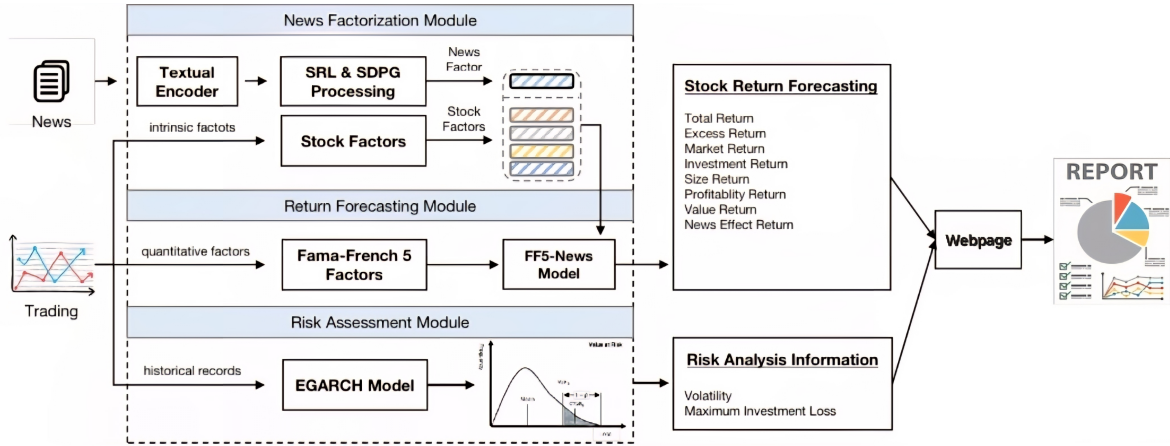 News Factorization Module
News
Textual
Encoder
SRL & SDPG
Processing
News
Factor
intrinsic factots
Stock Factors
Stock
Factors
Return Forecasting Module
Trading
quantitative factors
Fama-French 5
Factors
FF5-News
Model
Risk Assessment Module
historical records
EGARCH Model
Frequency
Value at Risk
Mean
Stock Return Forecasting
Total Return
Excess Return
Market Return
Investment Return
Size Return
Profitablity Return
Value Return
News Effect Return
Risk Analysis Information
Volatility
Maximum Investment Loss
Webpage
REPORT